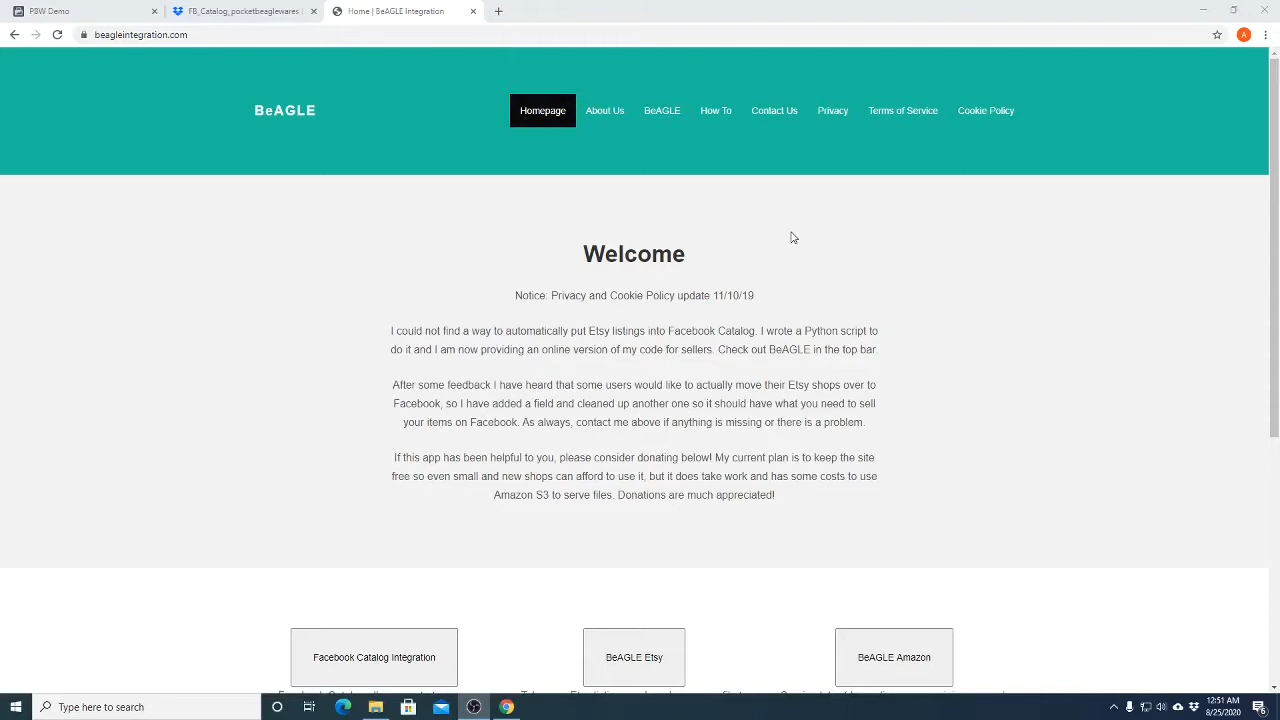 PBW Demo
FB_Catalog_pocketbeaglewares
Home | BeAGLE Integration
beagleintegration.com
A
BeAGLE
Homepage About Us BeAGLE How To Contact Us Privacy Terms of Service Cookie Policy
Welcome
Notice: Privacy and Cookie Policy update 11/10/19
I could not find a way to automatically put Etsy listings into Facebook Catalog. I wrote a Python script to
do it and I am now providing an online version of my code for sellers. Check out BeAGLE in the top bar.
After some feedback I have heard that some users would like to actually move their Etsy shops over to
Facebook, so I have added a field and cleaned up another one so it should have what you need to sell
your items on Facebook. As always, contact me above if anything is missing or there is a problem.
If this app has been helpful to you, please consider donating below! My current plan is to keep the site
free so even small and new shops can afford to use it, but it does take work and has some costs to use
Amazon S3 to serve files. Donations are much appreciated!
Facebook Catalog Integration
BeAGLE Etsy
BeAGLE Amazon
Type here to search
12:51 AM
8/25/2020